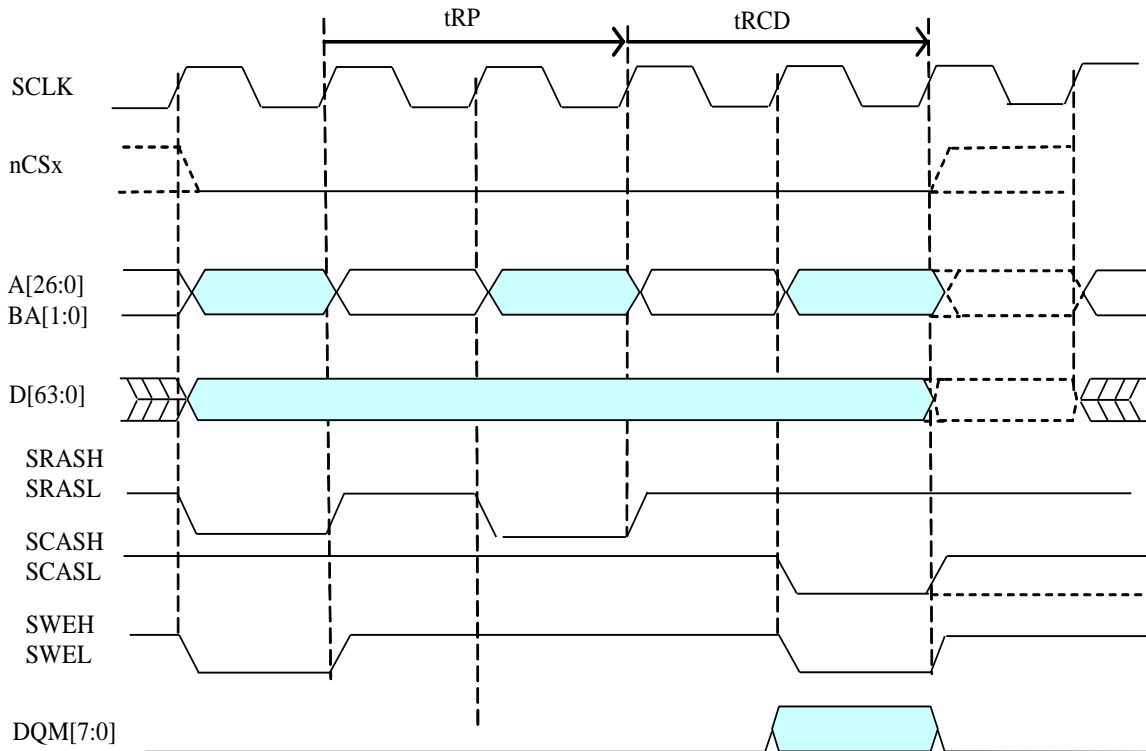 tRP
tRCD
SCLK
nCSx
A[26:0]
BA[1:0]
D[63:0]
SRASH
SRASL
SCASH
SCASL
SWEH
SWEL
DQM[7:0]